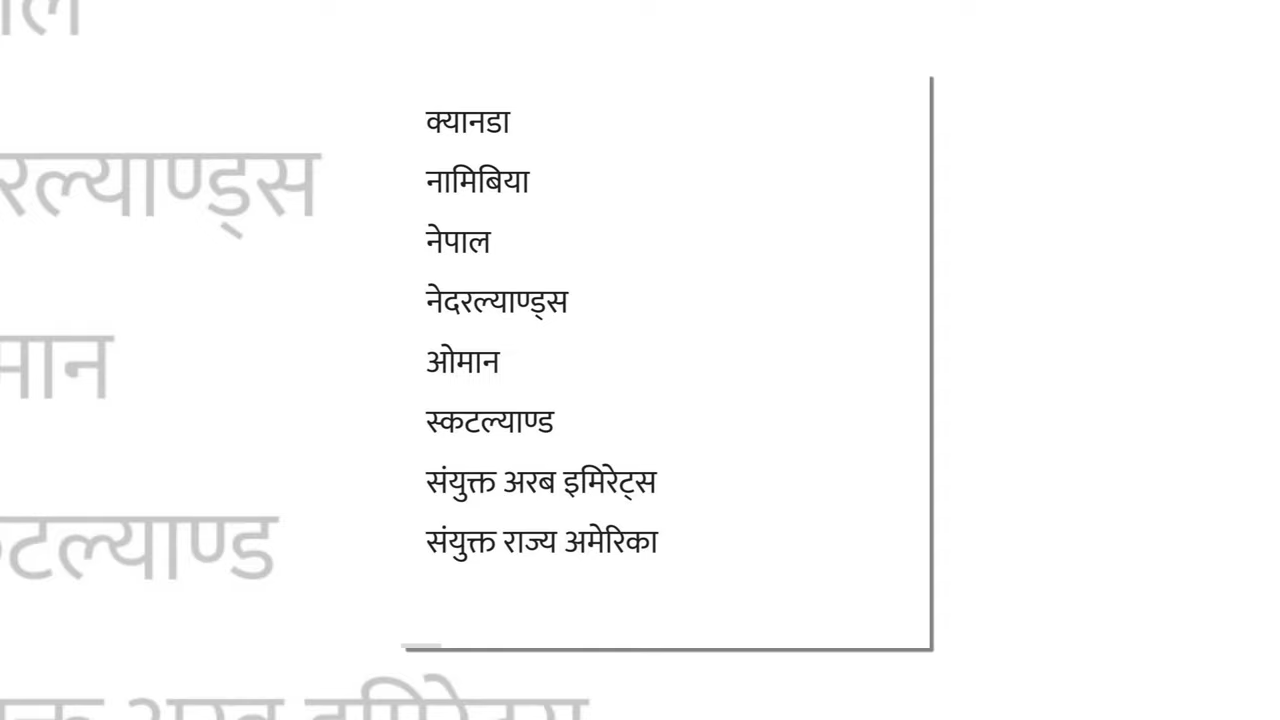 क्यानडा
नामिबिया
नेपाल
नेदरल्याण्ड्स
ओमान
स्कटल्याण्ड
संयुक्त अरब इमिरेट्स
संयुक्त राज्य अमेरिका